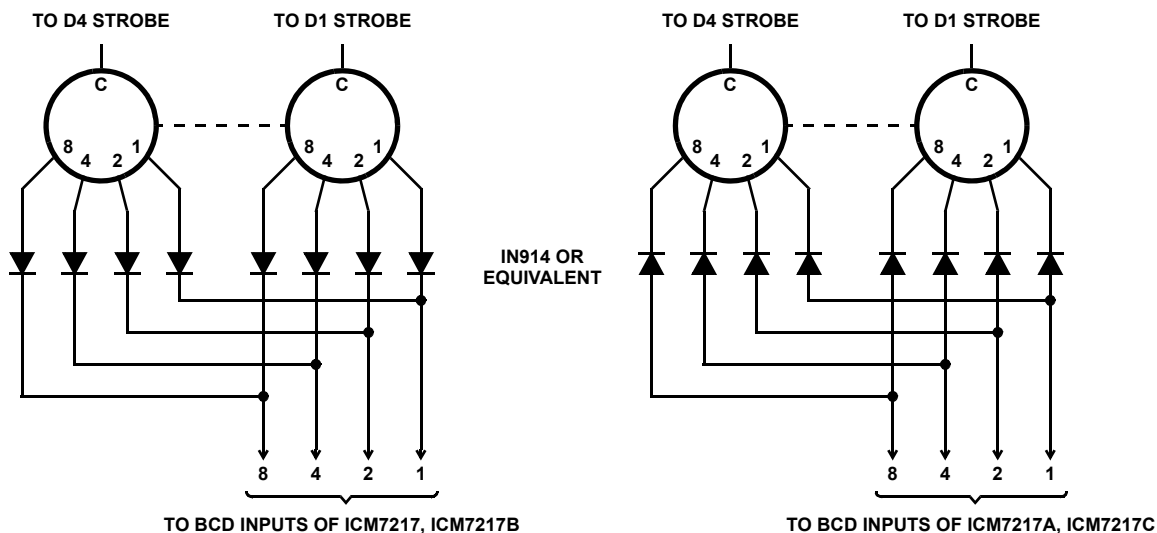 TO D4 STROBE
TO D1 STROBE
C
8 4 2 1
C
8 4 2 1
8 4 2 1
TO BCD INPUTS OF ICM7217, ICM7217B
IN914 OR
EQUIVALENT
TO D4 STROBE
TO D1 STROBE
C
8 4 2 1
C
8 4 2 1
8 4 2 1
TO BCD INPUTS OF ICM7217A, ICM7217C